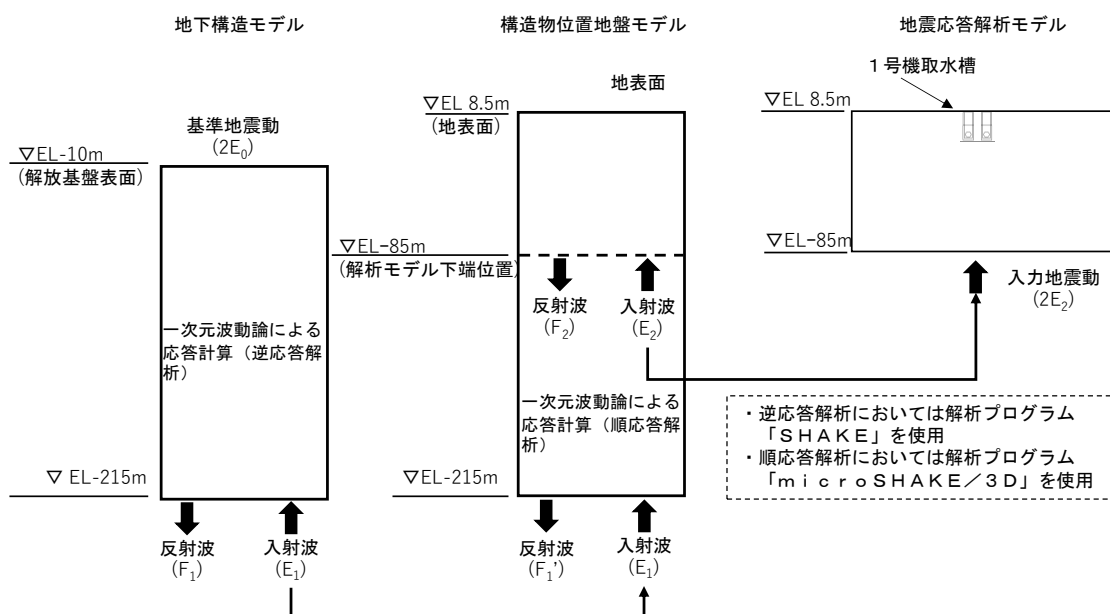 地下構造モデル
基準地震動
(2E₀)
▽EL-10m
(解放基盤表面)
一次元波動論による
応答計算（逆応答解
析）
▽ EL-215m
反射波
(F₁)
入射波
(E₁)
構造物位置地盤モデル
地表面
▽EL 8.5m
(地表面)
▽EL-85m
(解析モデル下端位置)
反射波
(F₂)
入射波
(E₂)
一次元波動論による
応答計算（順応答解
析）
▽EL-215m
反射波
(F₁')
入射波
(E₁)
地震応答解析モデル
１号機取水槽
▽EL 8.5m
▽EL-85m
入力地震動
(2E₂)
・逆応答解析においては解析プログラム
「ＳＨＡＫＥ」を使用
・順応答解析においては解析プログラム
「ｍｉｃｒｏＳＨＡＫＥ／３Ｄ」を使用